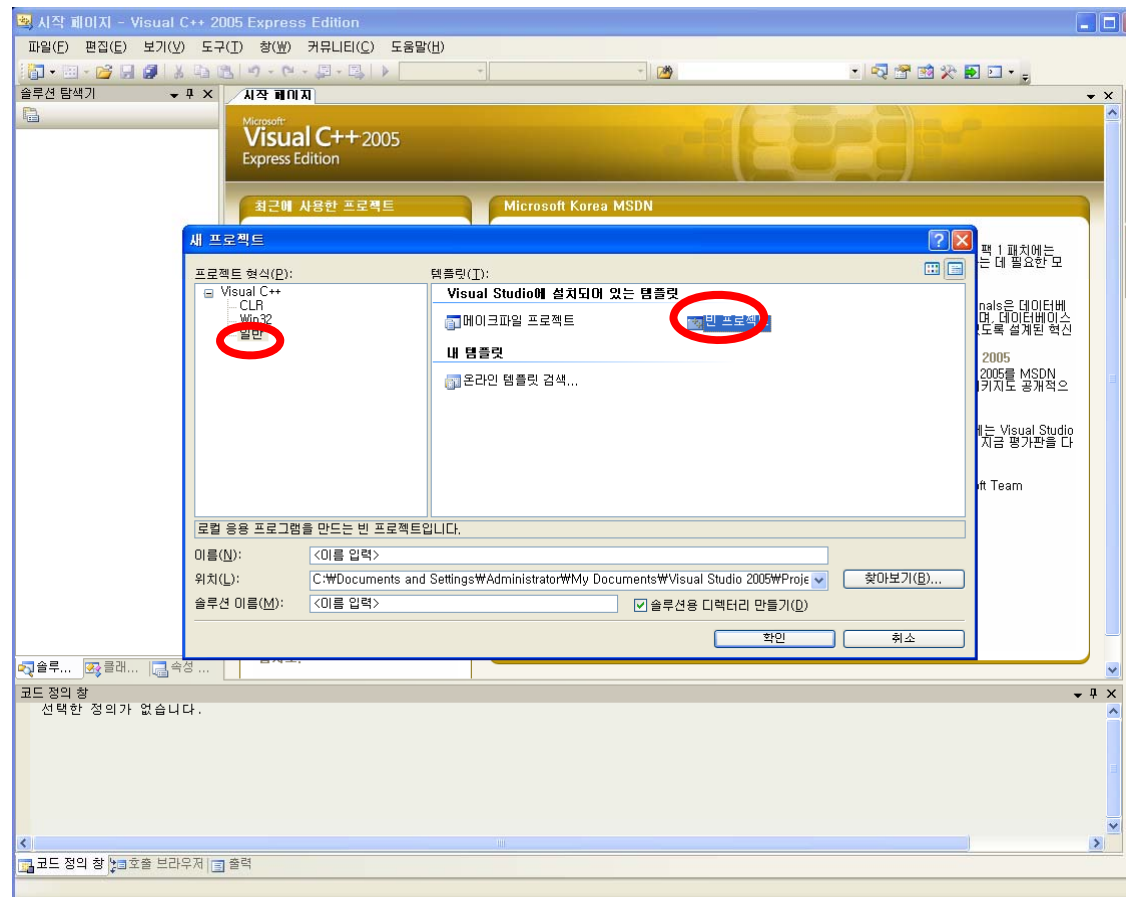 시작 페이지 - Visual C++ 2005 Express Edition
파일(F) 편집(E) 보기(V) 도구(T) 창(W) 커뮤니티(C) 도움말(H)
솔루션 탐색기
시작 페이지
Microsoft
Visual C++ 2005
Express Edition
최근에 사용한 프로젝트
Microsoft Korea MSDN
새 프로젝트
팩 1 패치에는
는 데 필요한 모
프로젝트 형식(P):
템플릿(T):
Visual C++
CLR
Win32
일반
Visual Studio에 설치되어 있는 템플릿
메이크파일 프로젝트
빈 프로젝트
내 템플릿
온라인 템플릿 검색...
nals은 데이터베
며, 데이터베이스
있도록 설계된 혁신
2005
2005를 MSDN
키지도 공개적으
에는 Visual Studio
지금 평가판을 다
oft Team
로컬 응용 프로그램을 만드는 빈 프로젝트입니다.
이름(N):
<이름 입력>
위치(L):
C:₩Documents and Settings₩Administrator₩My Documents₩Visual Studio 2005₩Proje
찾아보기(B)...
솔루션 이름(M):
<이름 입력>
솔루션용 디렉터리 만들기(D)
확인
취소
솔루... 클래... 속성 ...
코드 정의 창
선택한 정의가 없습니다.
코드 정의 창 호출 브라우저 출력